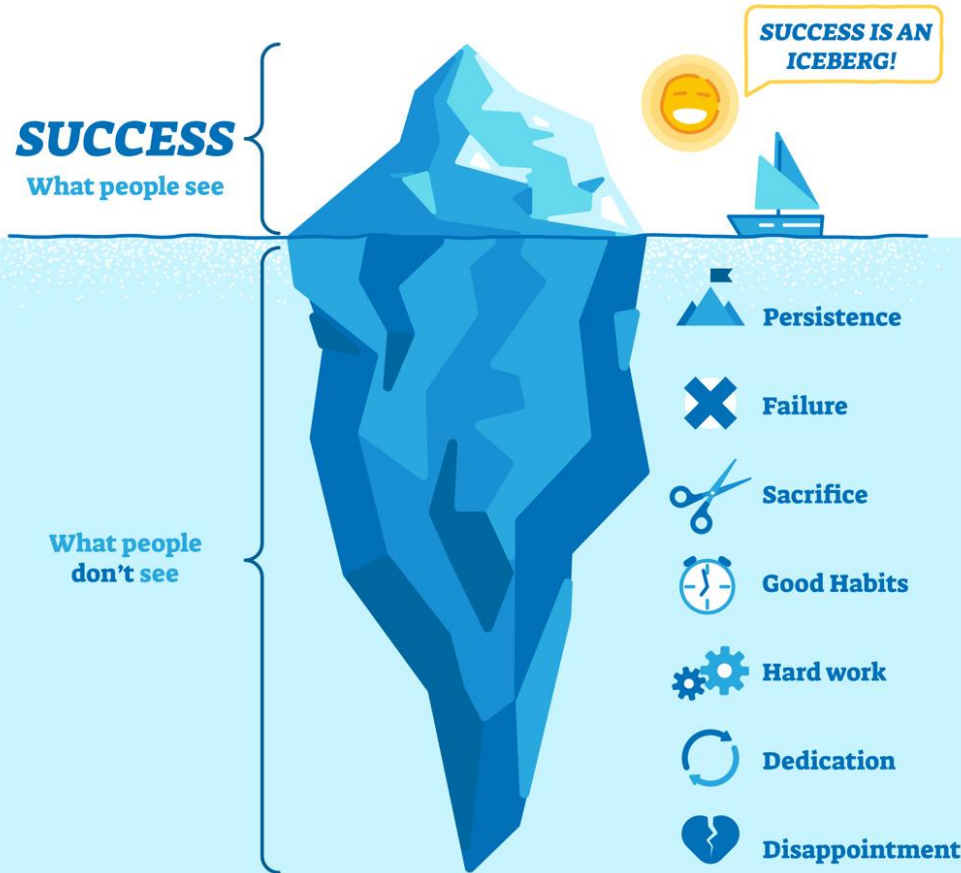 SUCCESS IS AN
ICEBERG!
SUCCESS
What people see
What people
don't see
Persistence
Failure
Sacrifice
Good Habits
Hard work
Dedication
Disappointment